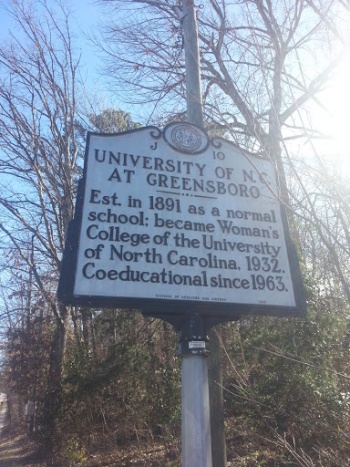 J 10
UNIVERSITY OF N.C.
AT GREENSBORO
Est. in 1891 as a normal
school; became Woman's
College of the University
of North Carolina, 1932.
Coeducational since 1963.